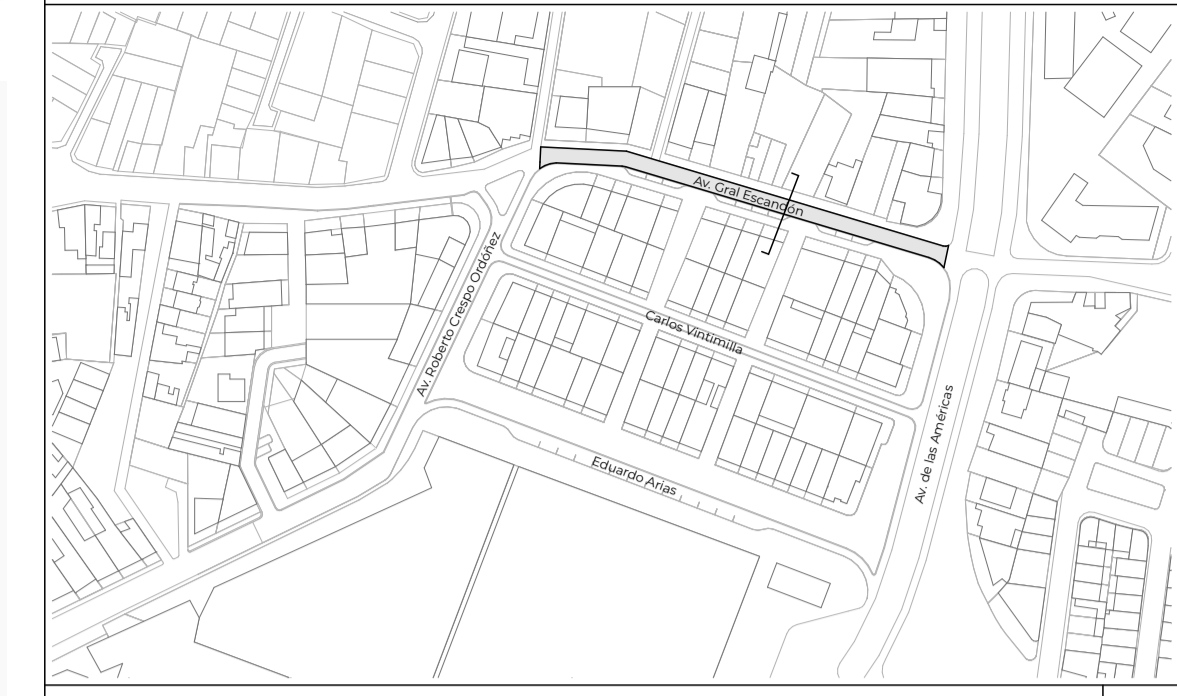 Av. Gral Escandón
Av. Roberto Crespo Ordóñez
Carlos Vintimilla
Av. de las Américas
Eduardo Arias